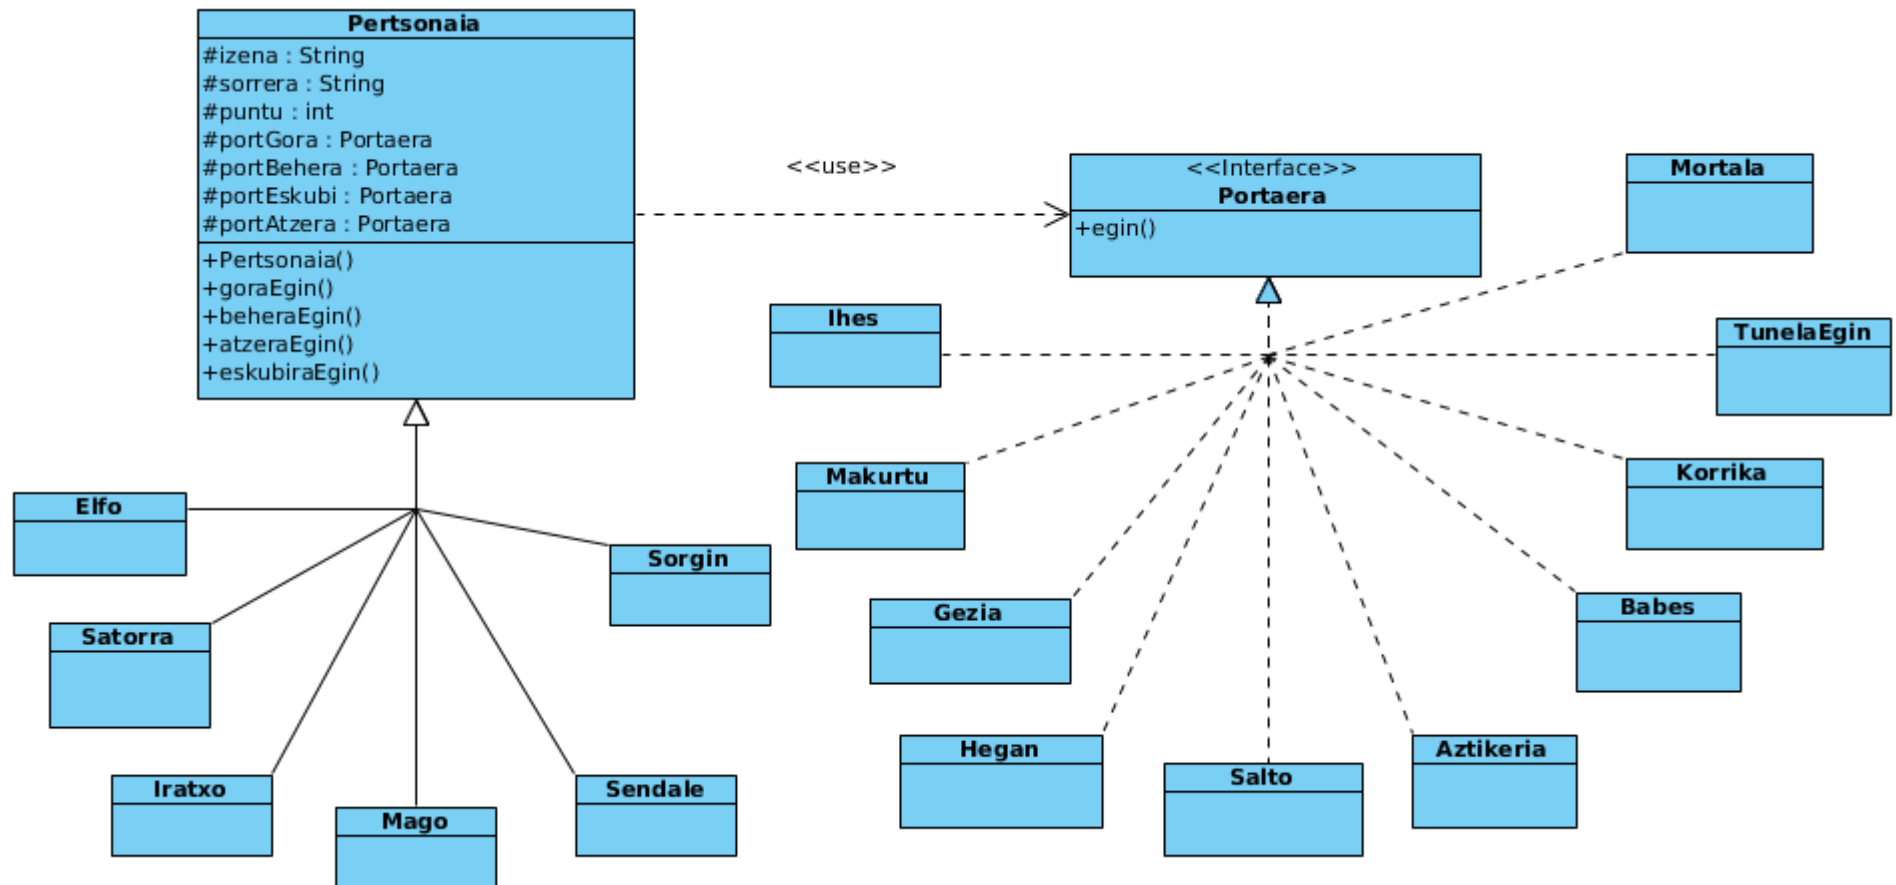 Pertsonaia
#izena : String
#sorrera : String
#puntu : int
#portGora : Portaera
#portBehera : Portaera
#portEskubi : Portaera
#portAtzera : Portaera
+Pertsonaia()
+goraEgin()
+beheraEgin()
+atzeraEgin()
+eskubiraEgin()
<<use>>
<<Interface>>
Portaera
+egin()
Mortala
Ihes
TunelaEgin
Makurtu
Korrika
Elfo
Sorgin
Gezia
Babes
Satorra
Hegan
Aztikeria
Salto
Iratxo
Sendale
Mago